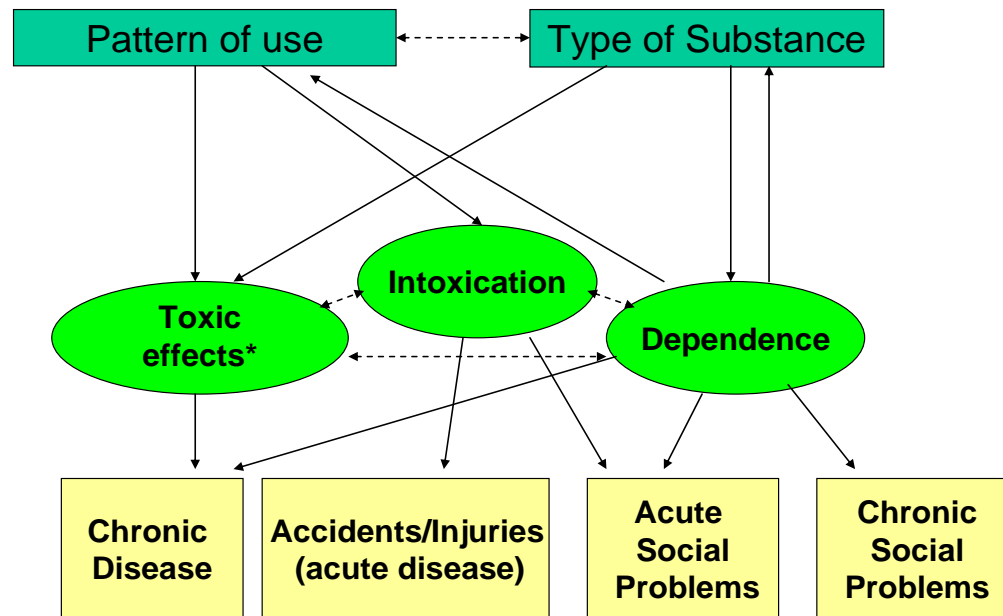 Pattern of use
Type of Substance
Intoxication
Toxic
effects*
Dependence
Chronic
Disease
Accidents/Injuries
(acute disease)
Acute
Social
Problems
Chronic
Social
Problems